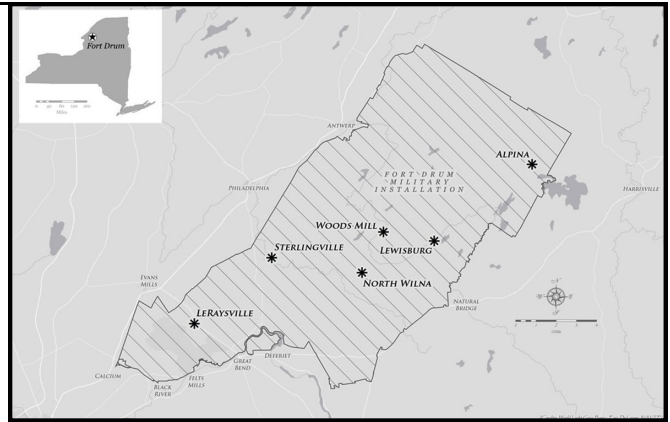 Fort Drum
Miles
ANTWERP
ALPINA
FORT DRUM
MILITARY
INSTALLATION
HARRISVILLE
PHILADELPHIA
WOODS MILL
STERLINGVILLE
LEWISBURG
NORTH WILNA
EVANS
MILLS
NATURAL
BRIDGE
LERAYSVILLE
DEFERIET
GREAT
BEND
CALCIUM
FELTS
MILLS
BLACK
RIVER